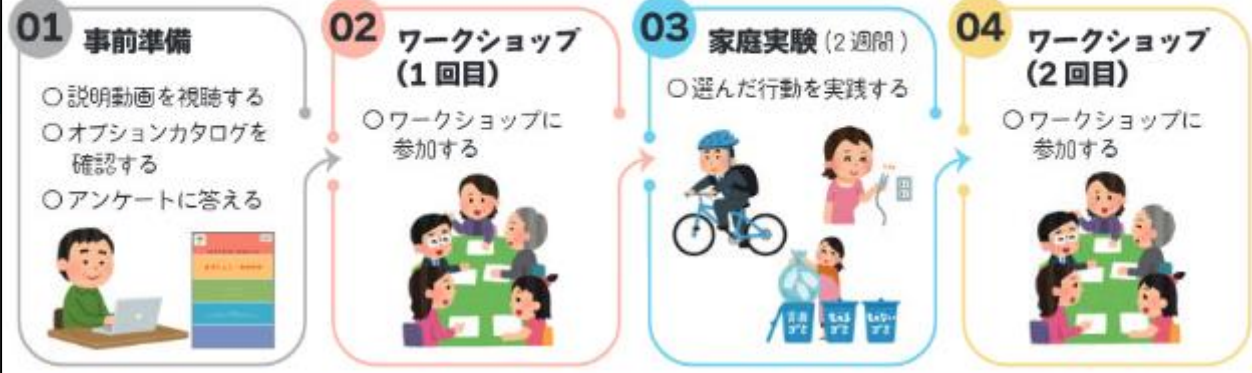 01 事前準備
○説明動画を視聴する
○オプションカタログを
確認する
○アンケートに答える
02 ワークショップ
(1回目)
○ワークショップに
参加する
03 家庭実験(2週間)
○選んだ行動を実践する
04 ワークショップ
(2回目)
○ワークショップに
参加する